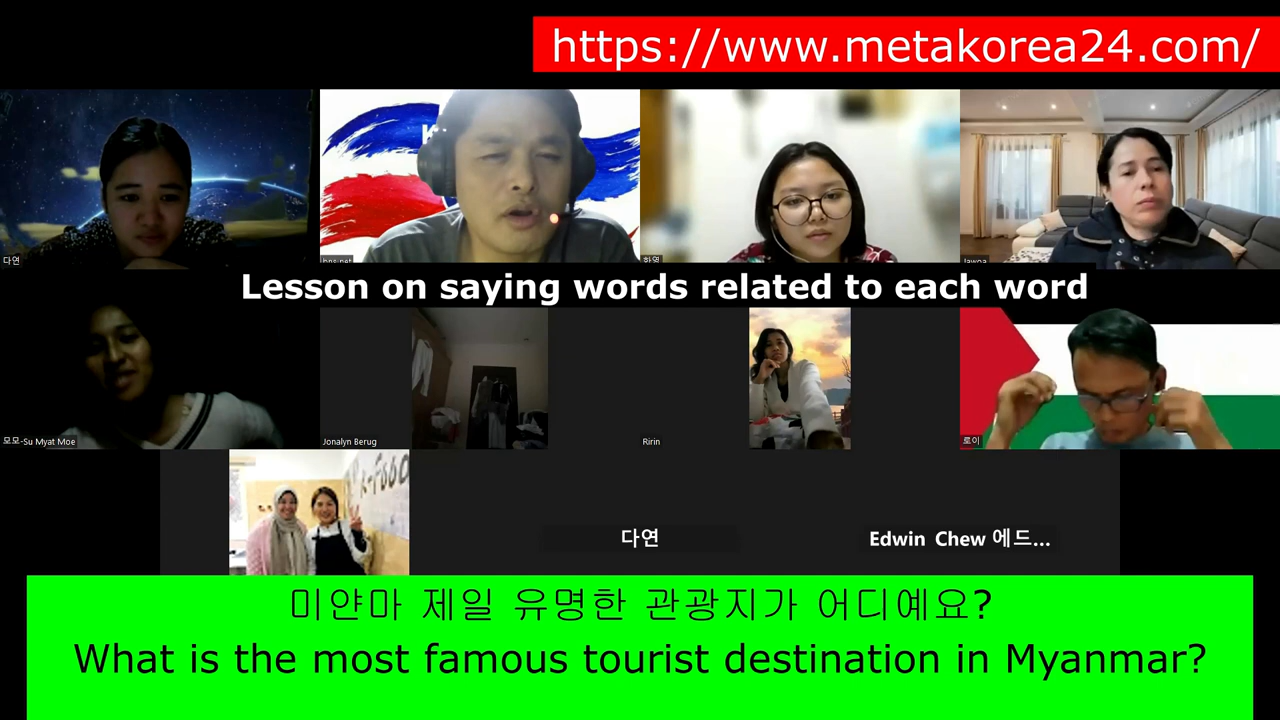 https://www.metakorea24.com/
다연
하영
Lesson on saying words related to each word
모모-Su Myat Moe
Jonalyn Berug
Ririn
로이
다연
Edwin Chew 에드...
미얀마 제일 유명한 관광지가 어디예요?
What is the most famous tourist destination in Myanmar?